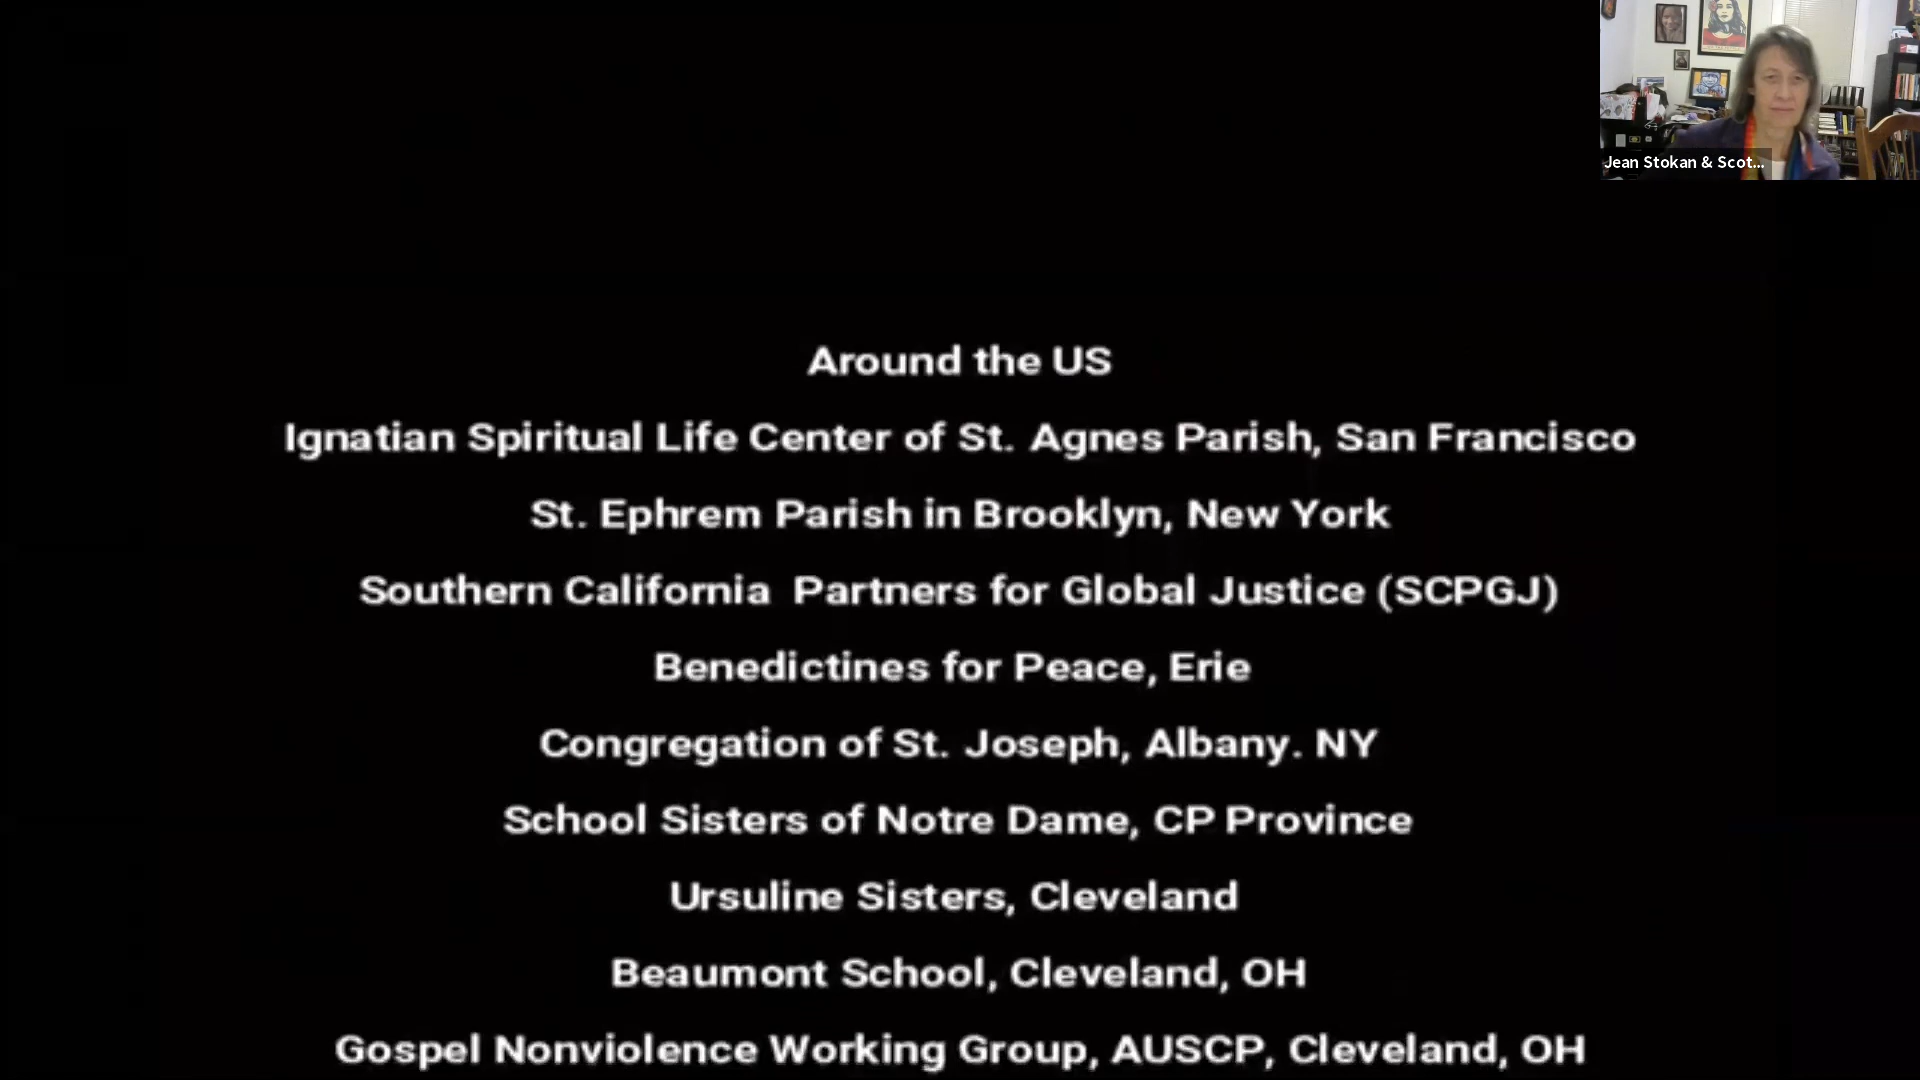 Jean Stokan & Scot...
Around the US
Ignatian Spiritual Life Center of St. Agnes Parish, San Francisco
St. Ephrem Parish in Brooklyn, New York
Southern California  Partners for Global Justice (SCPGJ)
Benedictines for Peace, Erie
Congregation of St. Joseph, Albany. NY
School Sisters of Notre Dame, CP Province
Ursuline Sisters, Cleveland
Beaumont School, Cleveland, OH
Gospel Nonviolence Working Group, AUSCP, Cleveland, OH